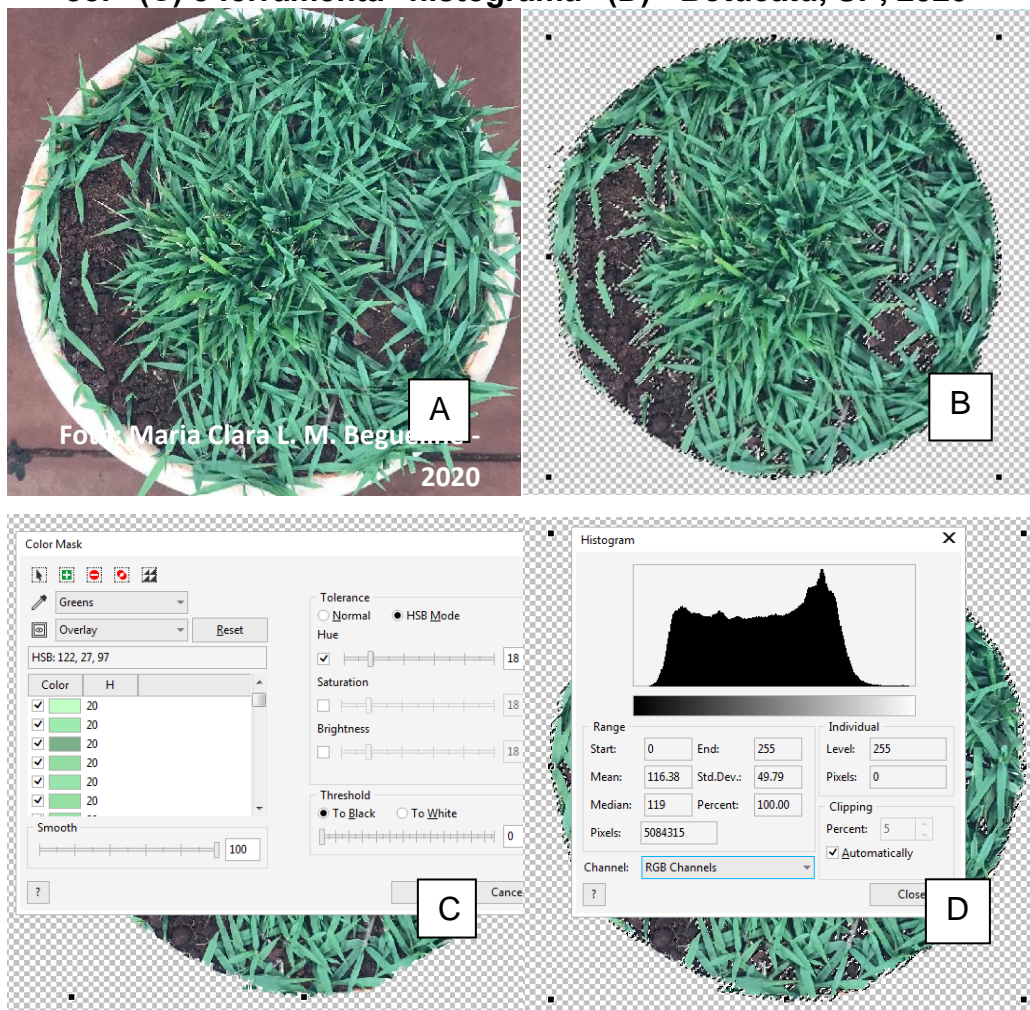 A
B
Foto: Maria Clara L. M. Beguelline -
2020
Color Mask
Greens
Overlay
Reset
HSB: 122, 27, 97
Color H
20
20
20
20
20
20
Smooth
100
?
Tolerance
Normal HSB Mode
Hue
18
Saturation
18
Brightness
18
Threshold
To Black To White
0
C
Histogram
X
Range
Start: 0 End: 255
Mean: 116.38 Std.Dev.: 49.79
Median: 119 Percent: 100.00
Pixels: 5084315
Channel: RGB Channels
?
Individual
Level: 255
Pixels: 0
Clipping
Percent: 5
Automatically
Close
D